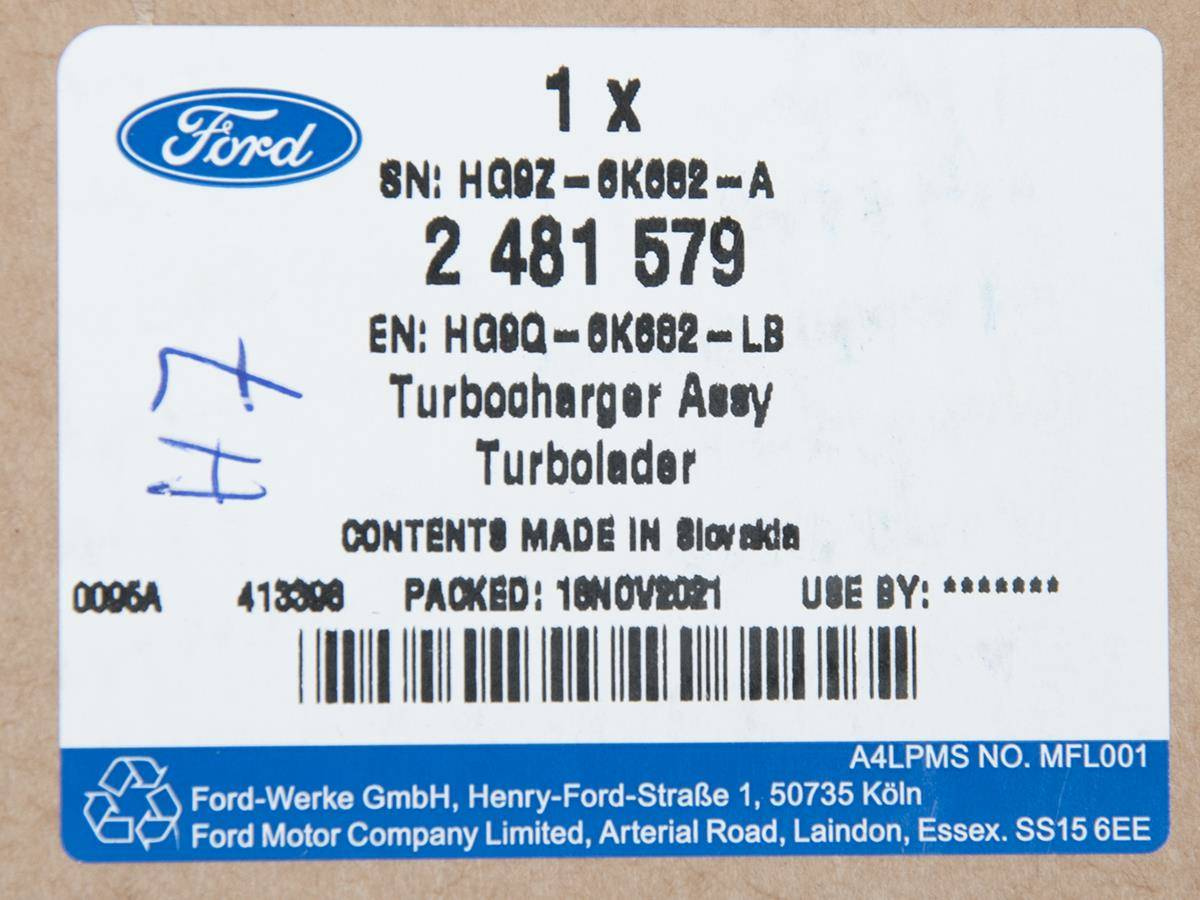 Ford
1 x
SN: HG9Z-6K682-A
2 481 579
EN: HG9Q-6K682-LB
Turbocharger Assy
Turbolader
CONTENTS MADE IN Slovakia
0095A 413398 PACKED: 16NOV2021 USE BY: *******
A4LPMS NO. MFL001
Ford-Werke GmbH, Henry-Ford-Straße 1, 50735 Köln
Ford Motor Company Limited, Arterial Road, Laindon, Essex. SS15 6EE